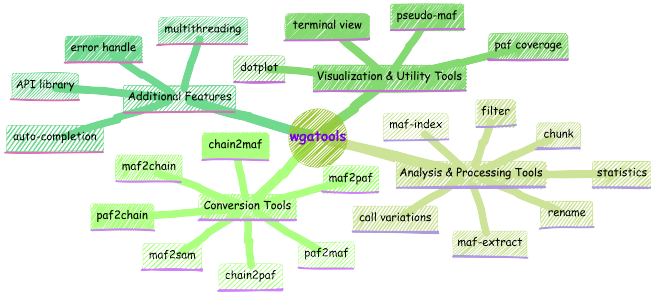 wgatools
Additional Features
error handle
multithreading
API library
auto-completion
Visualization & Utility Tools
terminal view
pseudo-maf
paf coverage
dotplot
Conversion Tools
chain2maf
maf2chain
paf2chain
maf2sam
chain2paf
paf2maf
maf2paf
Analysis & Processing Tools
maf-index
filter
chunk
statistics
rename
maf-extract
call variations